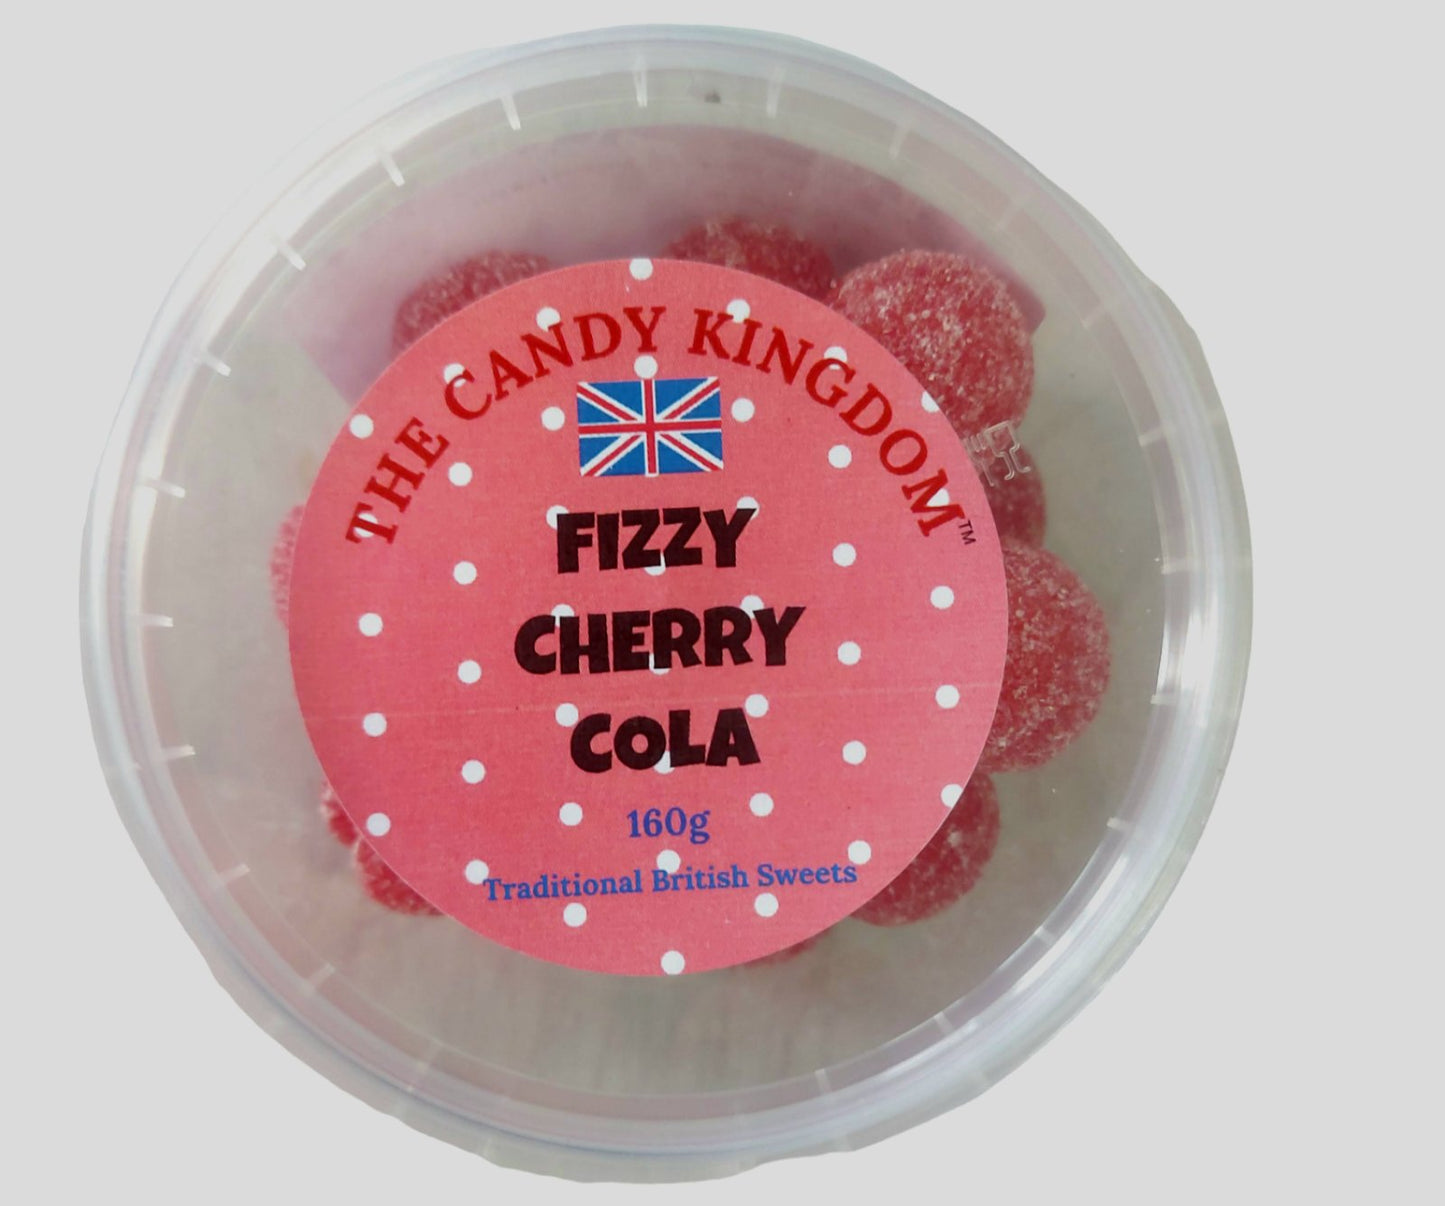 THE CANDY KINGDOM™
FIZZY
CHERRY
COLA
160g
Traditional British Sweets